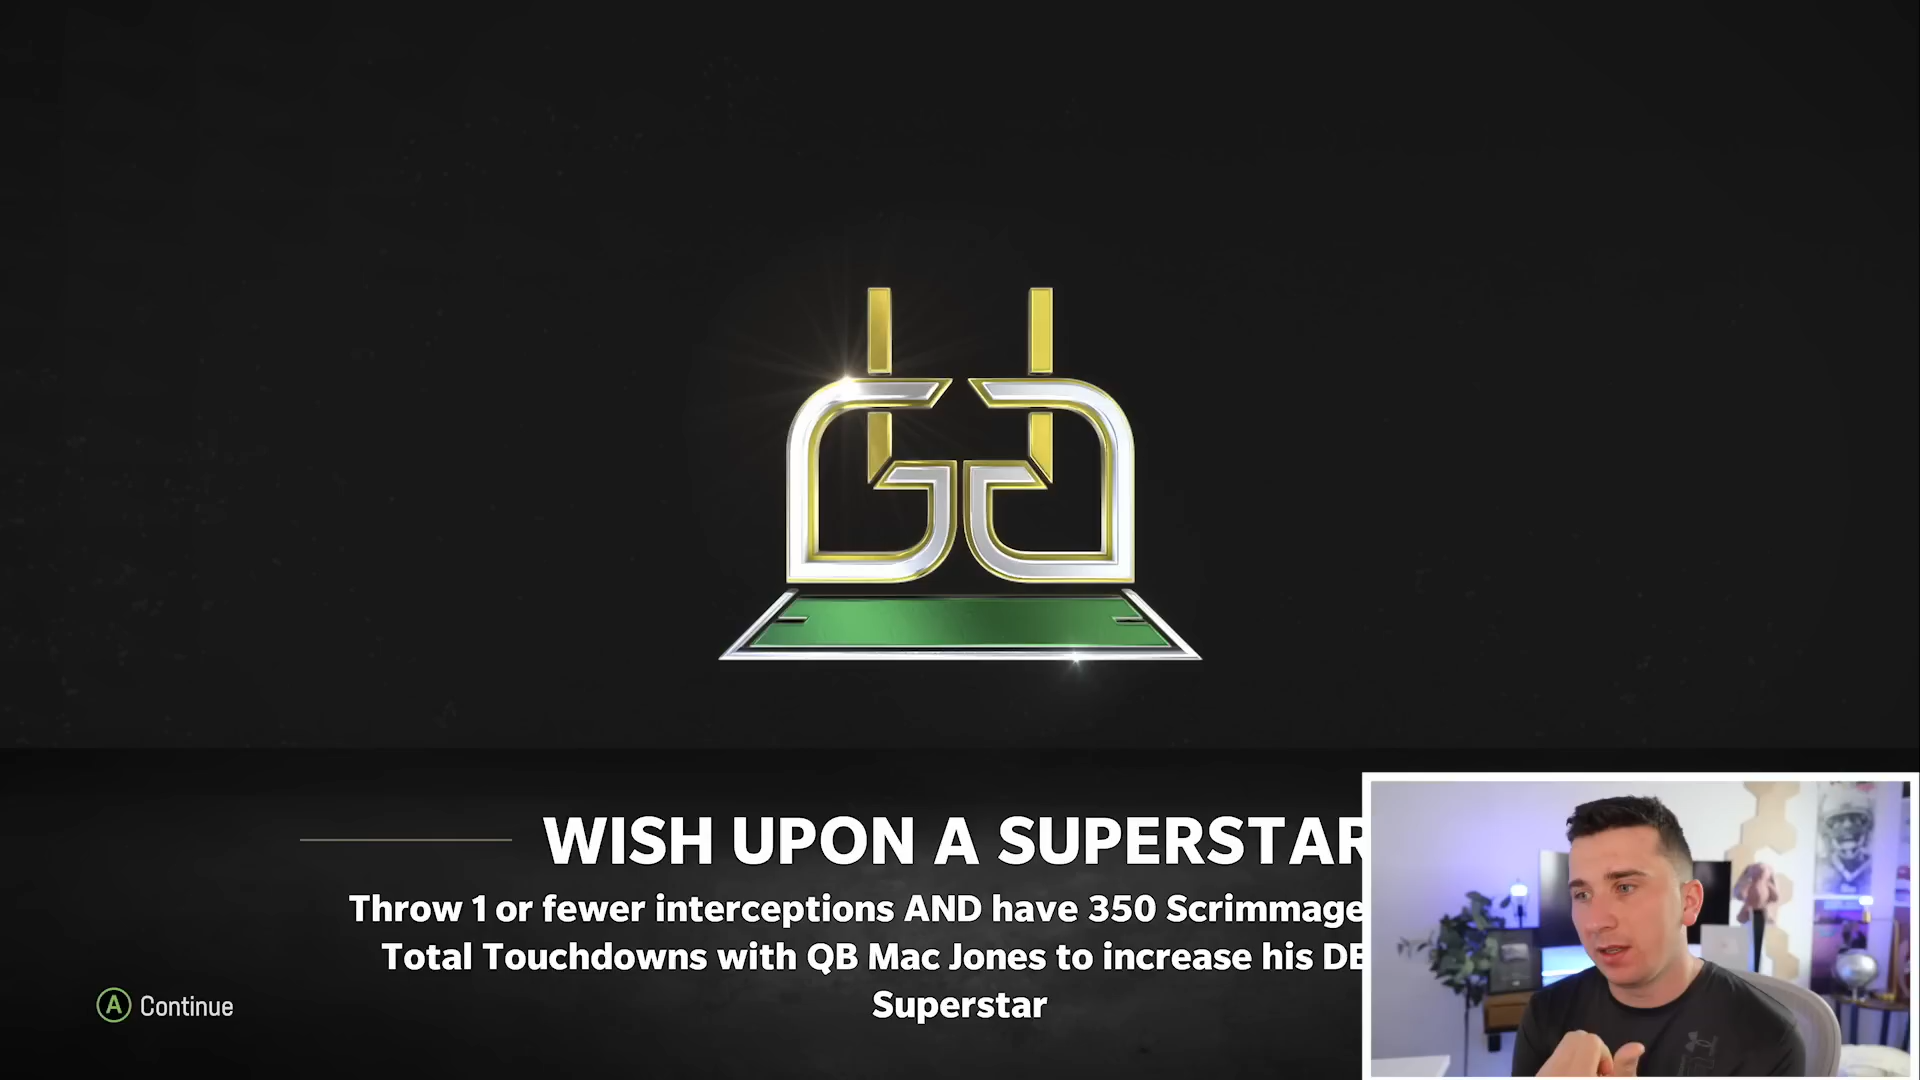 WISH UPON A SUPERSTAR
Throw 1 or fewer interceptions AND have 350 Scrimmage
Total Touchdowns with QB Mac Jones to increase his
Superstar
A Continue